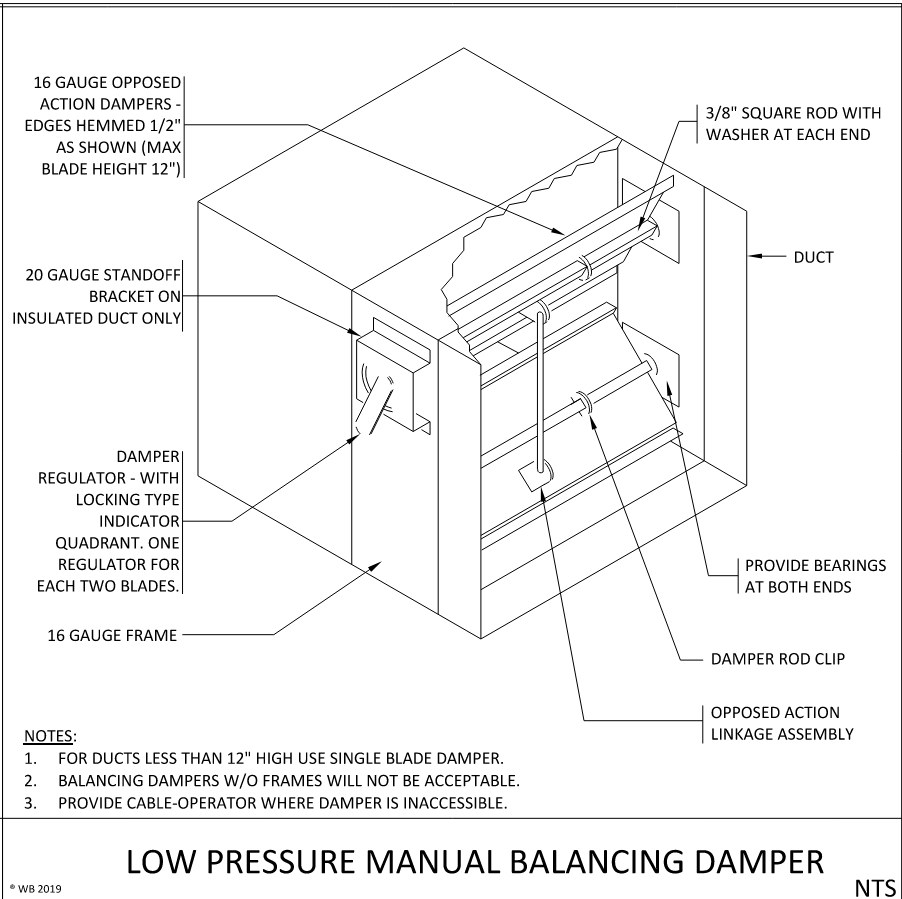 16 GAUGE OPPOSED
ACTION DAMPERS -
EDGES HEMMED 1/2"
AS SHOWN (MAX
BLADE HEIGHT 12")
3/8" SQUARE ROD WITH
WASHER AT EACH END
DUCT
20 GAUGE STANDOFF
BRACKET ON
INSULATED DUCT ONLY
DAMPER
REGULATOR - WITH
LOCKING TYPE
INDICATOR
QUADRANT. ONE
REGULATOR FOR
EACH TWO BLADES.
PROVIDE BEARINGS
AT BOTH ENDS
16 GAUGE FRAME
DAMPER ROD CLIP
OPPOSED ACTION
LINKAGE ASSEMBLY
NOTES:
1. FOR DUCTS LESS THAN 12" HIGH USE SINGLE BLADE DAMPER.
2. BALANCING DAMPERS W/O FRAMES WILL NOT BE ACCEPTABLE.
3. PROVIDE CABLE-OPERATOR WHERE DAMPER IS INACCESSIBLE.
LOW PRESSURE MANUAL BALANCING DAMPER
® WB 2019
NTS